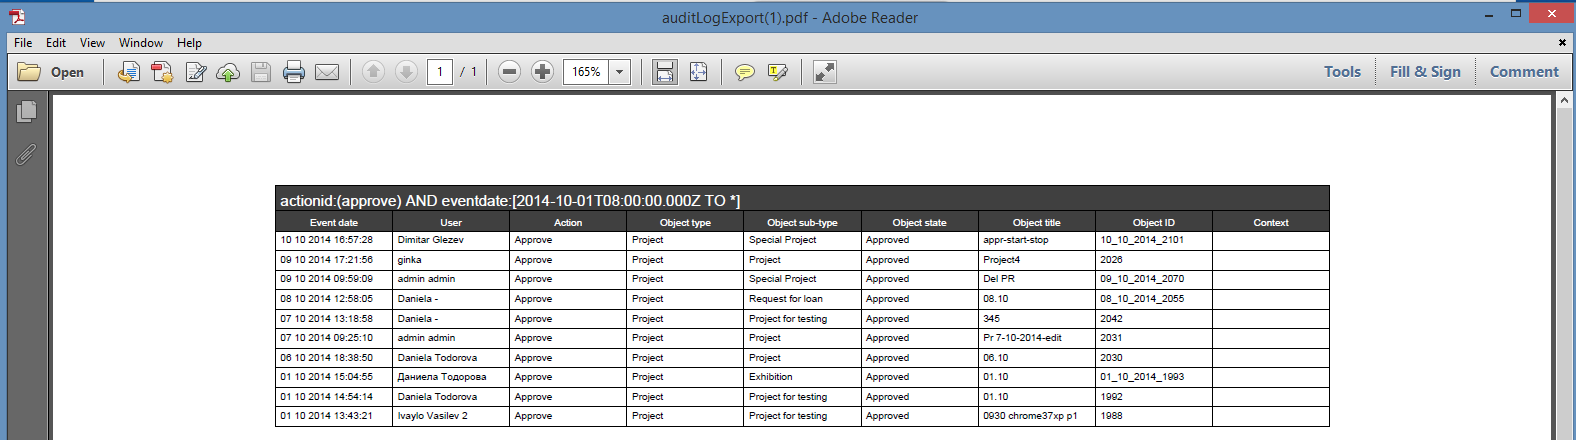 auditLogExport(1).pdf - Adobe Reader
File Edit View Window Help
Open 1 / 1 165% Tools Fill & Sign Comment
actionid:(approve) AND eventdate:[2014-10-01T08:00:00.000Z TO *]
Event date User Action Object type Object sub-type Object state Object title Object ID Context
10 10 2014 16:57:28 Dimitar Glezev Approve Project Special Project Approved appr-start-stop 10_10_2014_2101
09 10 2014 17:21:56 ginka Approve Project Project Approved Project4 2026
09 10 2014 09:59:09 admin admin Approve Project Special Project Approved Del PR 09_10_2014_2070
08 10 2014 12:58:05 Daniela - Approve Project Request for loan Approved 08.10 08_10_2014_2055
07 10 2014 13:18:58 Daniela - Approve Project Project for testing Approved 345 2042
07 10 2014 09:25:10 admin admin Approve Project Project Approved Pr 7-10-2014-edit 2031
06 10 2014 18:38:50 Daniela Todorova Approve Project Project Approved 06.10 2030
01 10 2014 15:04:55 Даниела Тодорова Approve Project Exhibition Approved 01.10 01_10_2014_1993
01 10 2014 14:54:14 Daniela Todorova Approve Project Project for testing Approved 01.10 1992
01 10 2014 13:43:21 Ivaylo Vasilev 2 Approve Project Project for testing Approved 0930 chrome37xp p1 1988